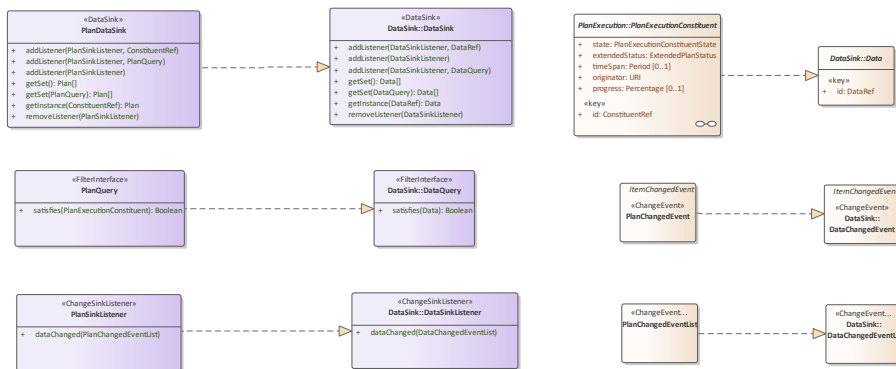 «DataSink»
PlanDataSink
+ addListener(PlanSinkListener, ConstituentRef)
+ addListener(PlanSinkListener, PlanQuery)
+ addListener(PlanSinkListener)
+ getSet(): Plan[]
+ getSet(PlanQuery): Plan[]
+ getInstance(ConstituentRef): Plan
+ removeListener(PlanSinkListener)
«DataSink»
DataSink::DataSink
+ addListener(DataSinkListener, DataRef)
+ addListener(DataSinkListener)
+ addListener(DataSinkListener, DataQuery)
+ getSet(): Data[]
+ getSet(DataQuery): Data[]
+ getInstance(DataRef): Data
+ removeListener(DataSinkListener)
PlanExecution::PlanExecutionConstituent
+ state: PlanExecutionConstituentState
+ extendedStatus: ExtendedPlanStatus
+ timeSpan: Period [0..1]
+ originator: URI
+ progress: Percentage [0..1]
«key»
+ id: ConstituentRef
DataSink::Data
«key»
+ id: DataRef
«FilterInterface»
PlanQuery
+ satisfies(PlanExecutionConstituent): Boolean
«FilterInterface»
DataSink::DataQuery
+ satisfies(Data): Boolean
ItemChangedEvent
«ChangeEvent»
PlanChangedEvent
ItemChangedEvent
«ChangeEvent»
DataSink::
DataChangedEvent
«ChangeSinkListener»
PlanSinkListener
+ dataChanged(PlanChangedEventList)
«ChangeSinkListener»
DataSink::DataSinkListener
+ dataChanged(DataChangedEventList)
«ChangeEvent...
PlanChangedEventList
«ChangeEvent...
DataSink::
DataChangedEventL